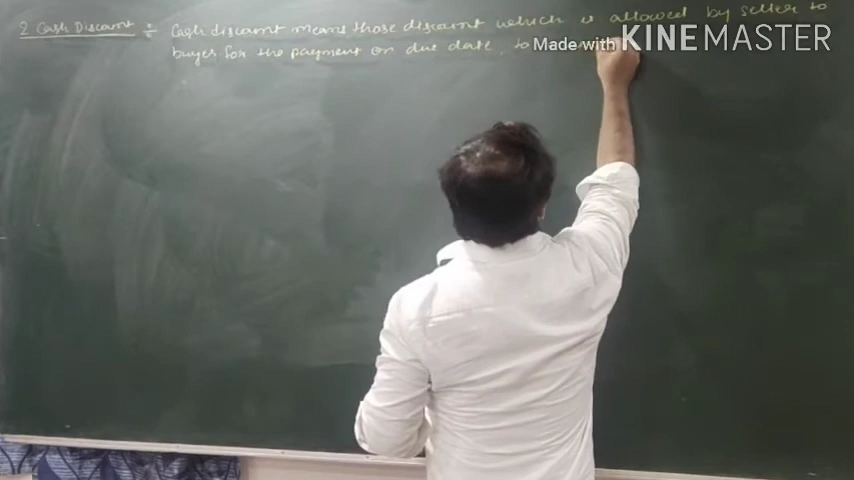 2 Cash Discount :- Cash discount means those discount which is allowed by seller to
buyer for the payment on due date, to
Made with KINEMASTER